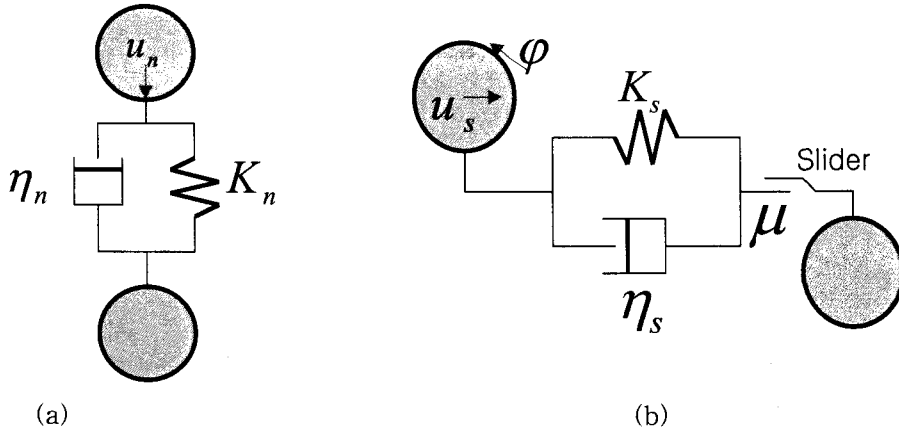 u_n
η_n
K_n
(a)
φ
u_s
K_s
Slider
μ
η_s
(b)